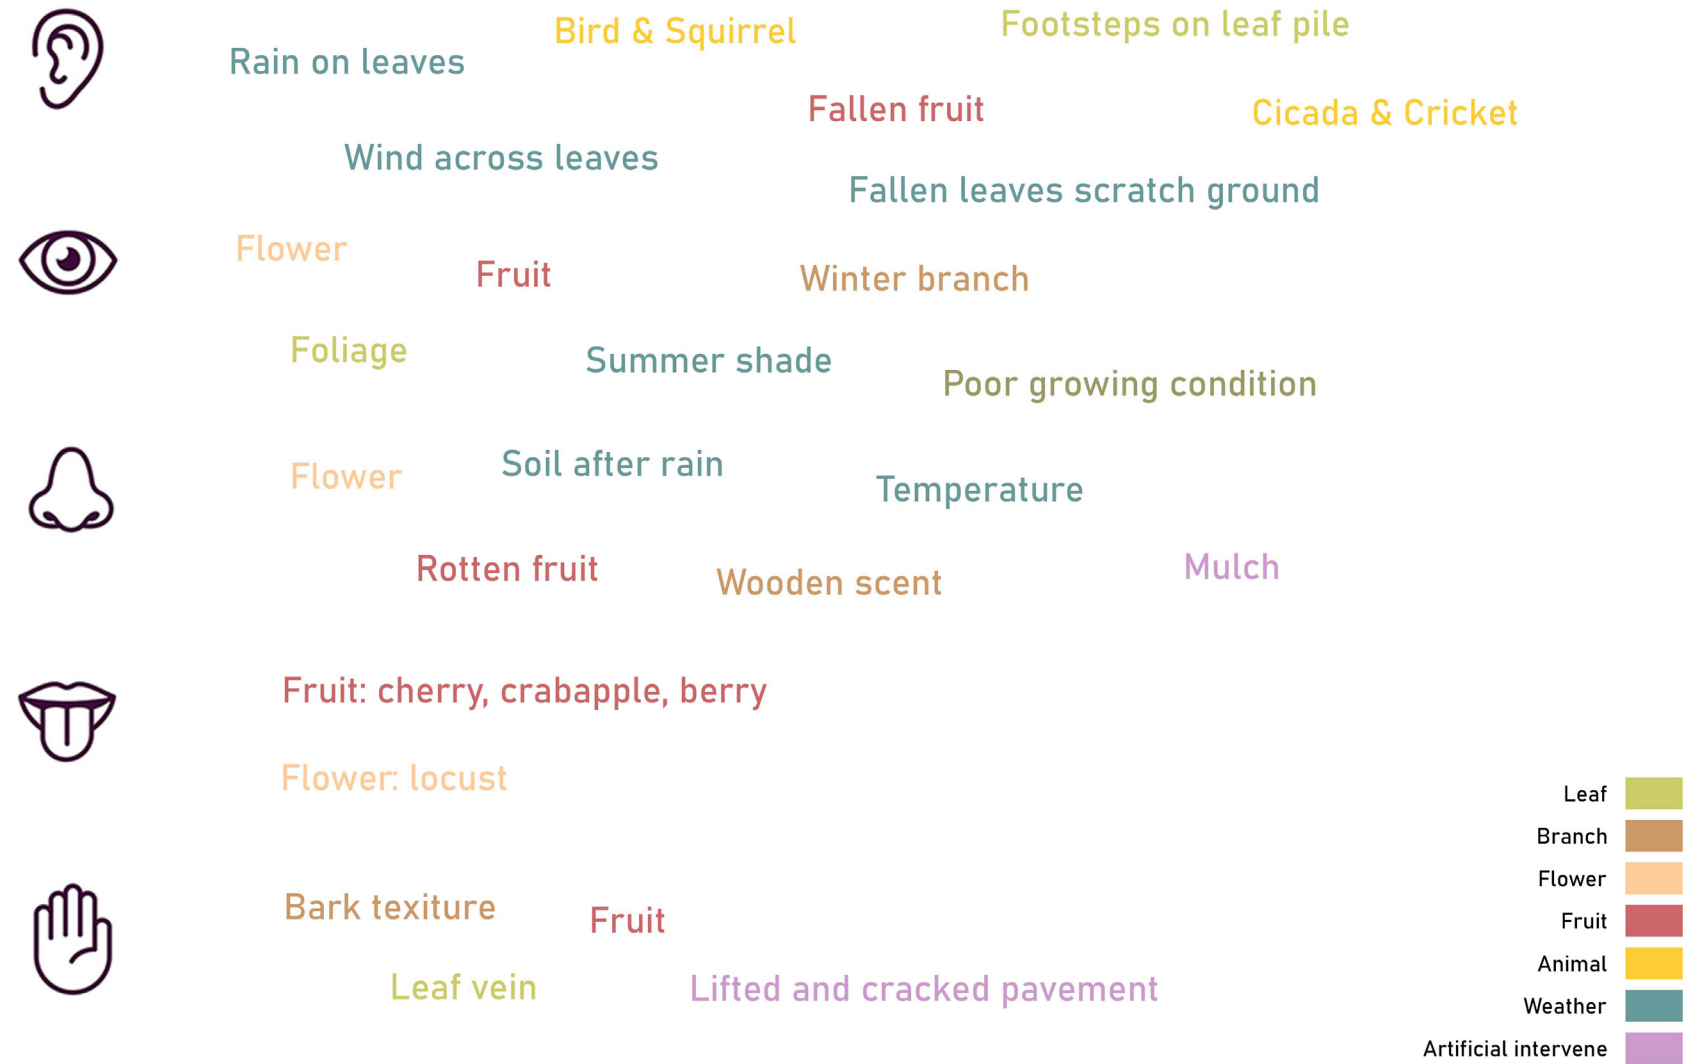 Bird & Squirrel
Footsteps on leaf pile
Rain on leaves
Fallen fruit
Cicada & Cricket
Wind across leaves
Fallen leaves scratch ground
Flower
Fruit
Winter branch
Foliage
Summer shade
Poor growing condition
Flower
Soil after rain
Temperature
Rotten fruit
Wooden scent
Mulch
Fruit: cherry, crabapple, berry
Flower: locust
Bark texiture
Fruit
Leaf vein
Lifted and cracked pavement
Leaf
Branch
Flower
Fruit
Animal
Weather
Artificial intervene